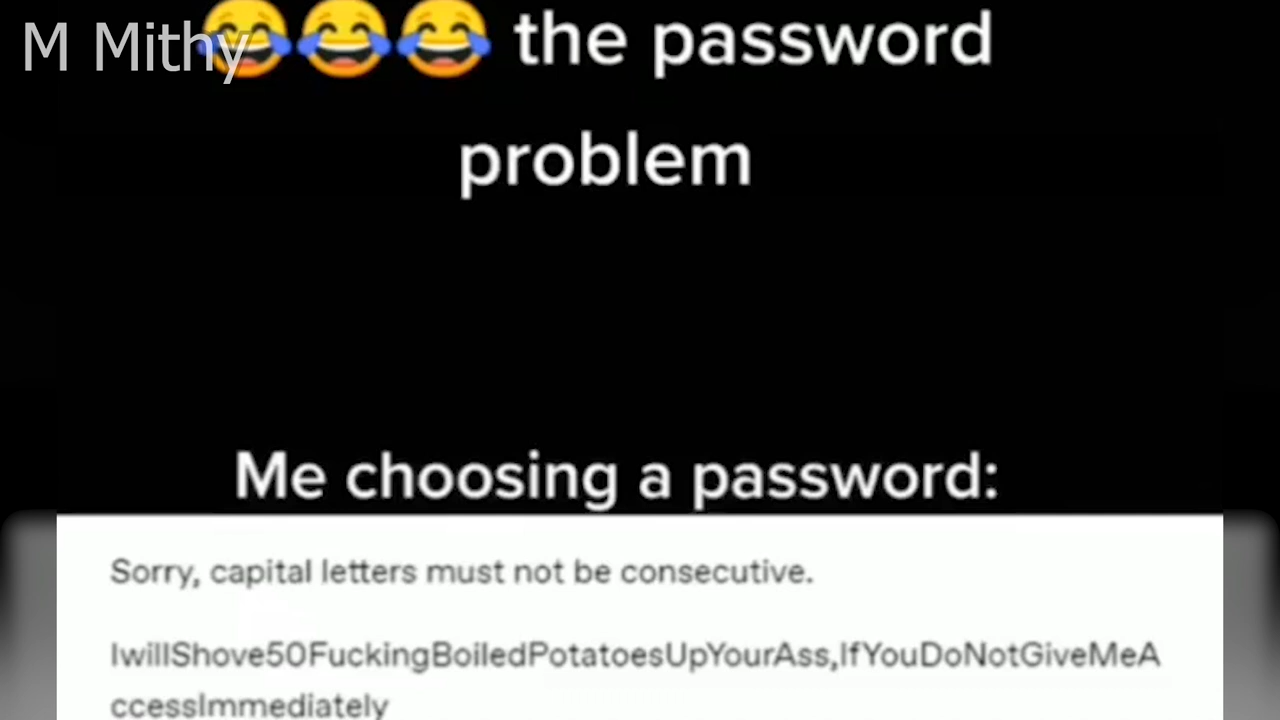 M Mithy
😂😂😂 the password
problem
Me choosing a password:
Sorry, capital letters must not be consecutive.
IwillShove50FuckingBoiledPotatoesUpYourAss,IfYouDoNotGiveMeA
ccessImmediately